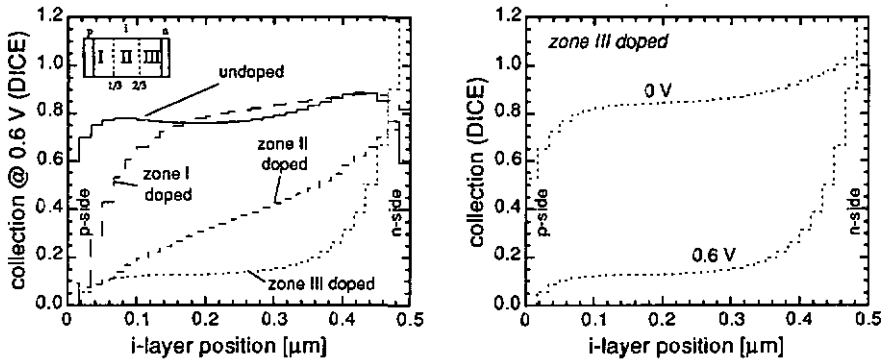 collection @ 0.6 V (DICE)
1.2
1.0
0.8
0.6
0.4
0.2
0.0
p i n
I II III
1/3 2/3
undoped
zone I
doped
zone II
doped
zone III doped
p-side
n-side
0 0.1 0.2 0.3 0.4 0.5
i-layer position [μm]
collection (DICE)
1.2
1.0
0.8
0.6
0.4
0.2
0.0
zone III doped
0 V
0.6 V
p-side
n-side
0 0.1 0.2 0.3 0.4 0.5
i-layer position [μm]